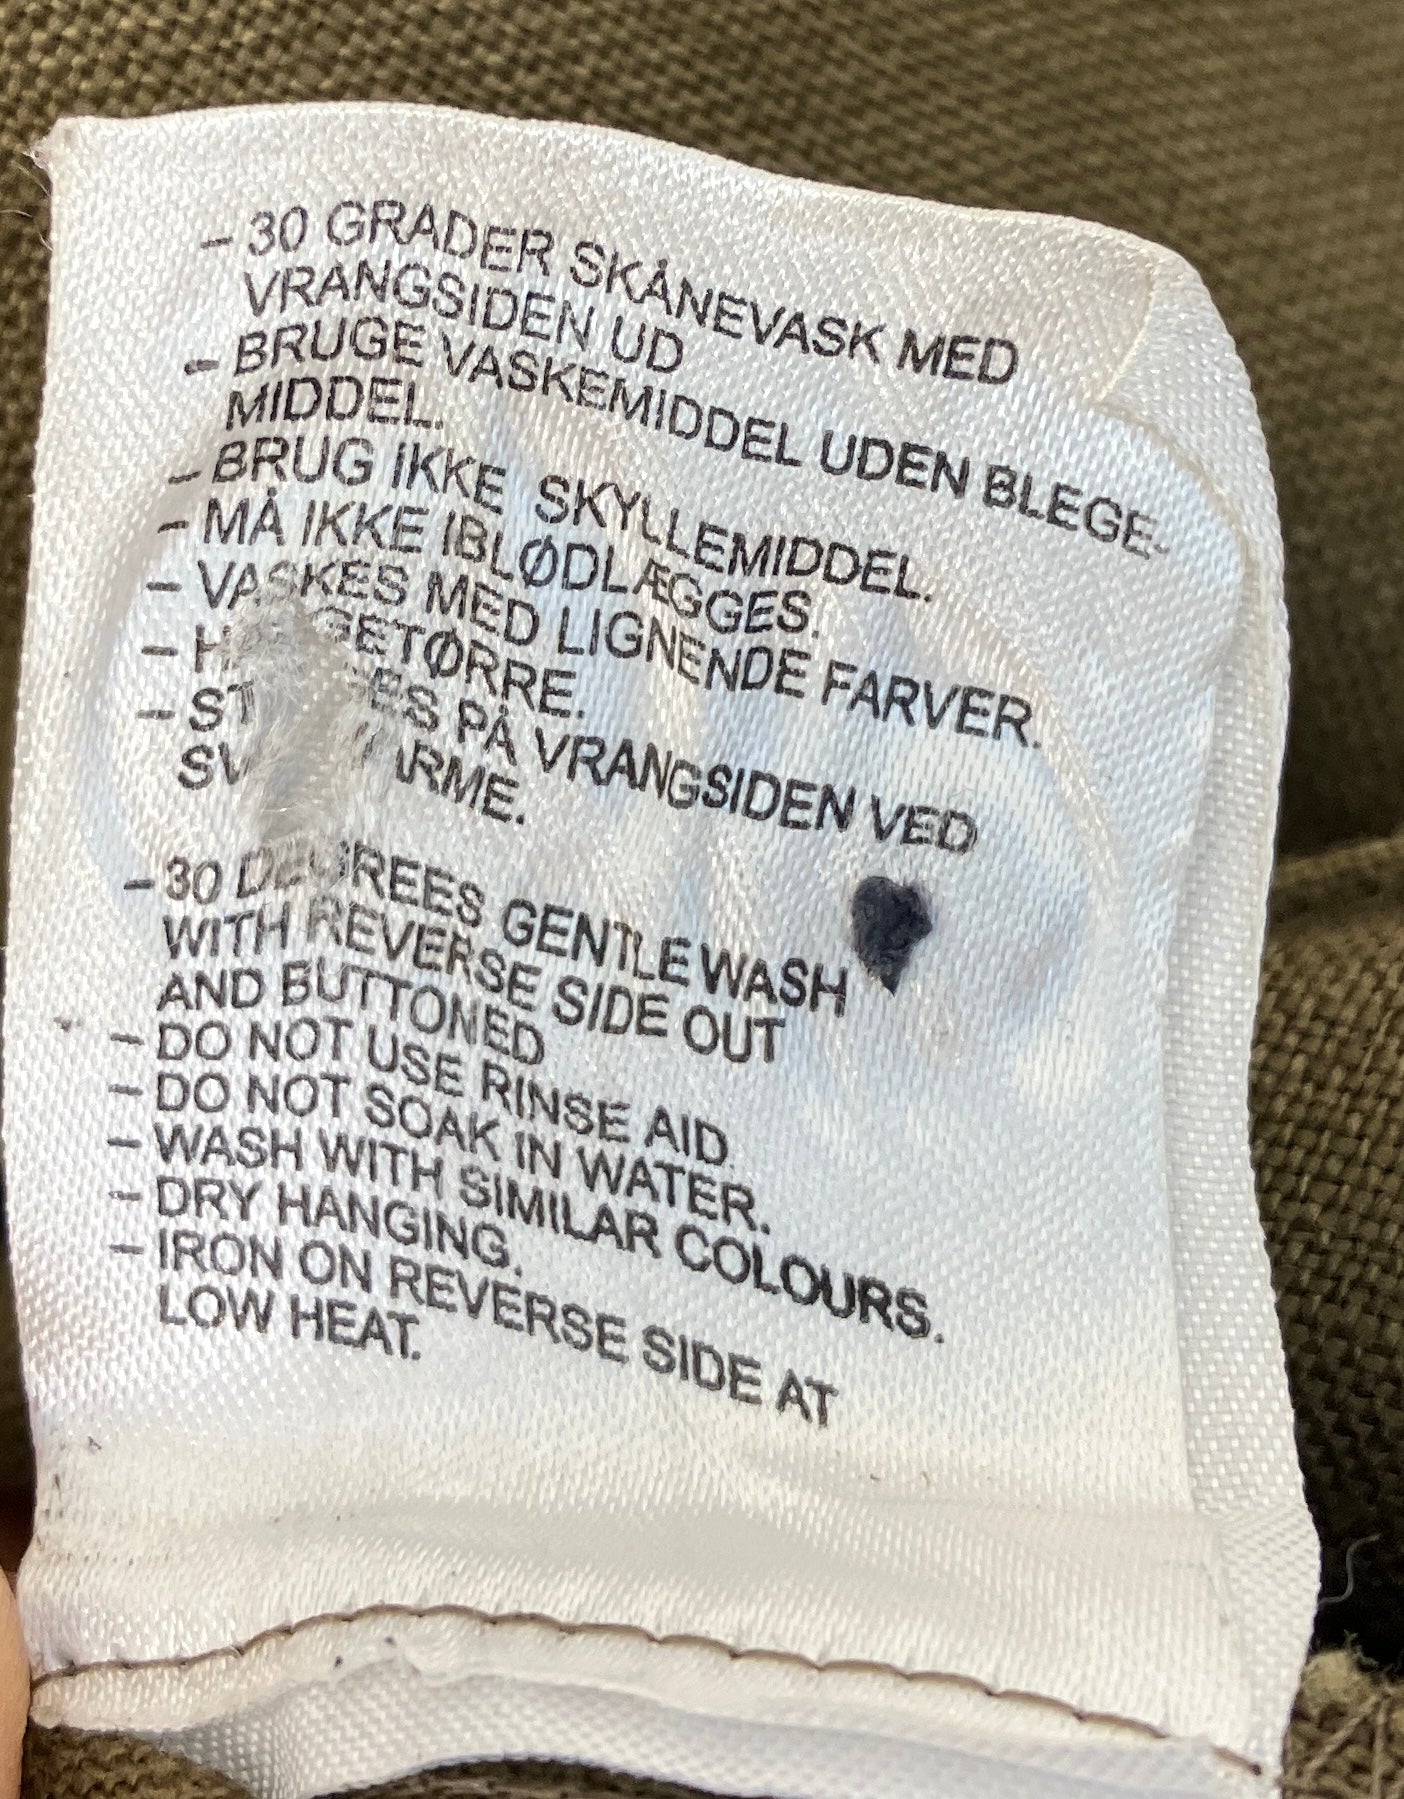 - 30 GRADER SKÅNEVASK MED
VRANGSIDEN UD
- BRUGE VASKEMIDDEL UDEN BLEGE-
MIDDEL.
- BRUG IKKE SKYLLEMIDDEL.
- MÅ IKKE IBLØDLÆGGES.
- VASKES MED LIGNENDE FARVER.
-
- PÅ VRANGSIDEN VED

- 30 DEGREES GENTLE WASH
WITH REVERSE SIDE OUT
AND BUTTONED
- DO NOT USE RINSE AID.
- DO NOT SOAK IN WATER.
- WASH WITH SIMILAR COLOURS.
- DRY HANGING.
- IRON ON REVERSE SIDE AT
LOW HEAT.